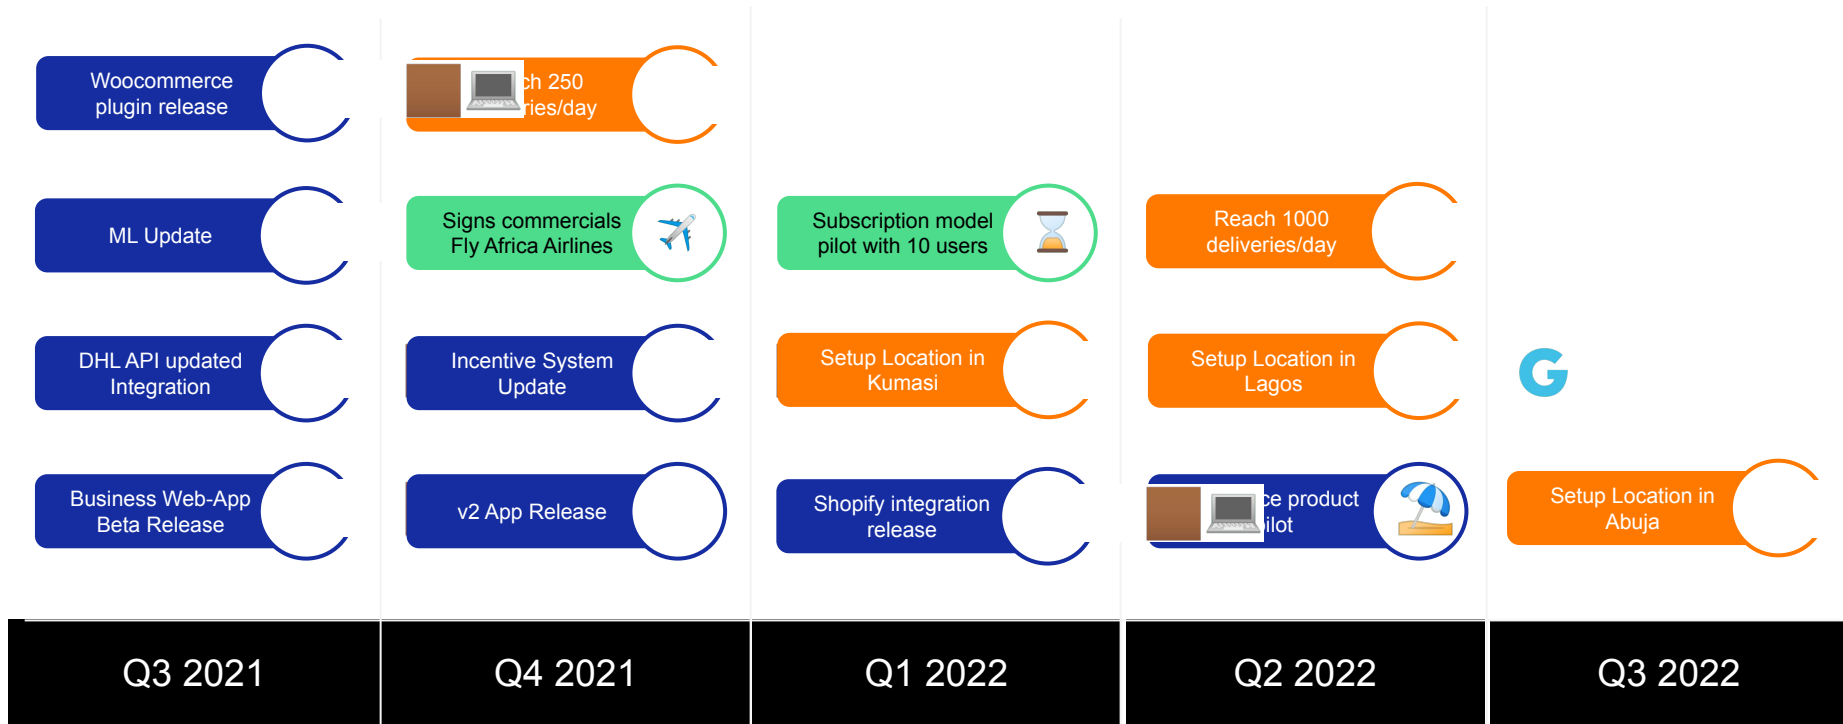 Woocommerce
plugin release
ch 250
ries/day
ML Update
Signs commercials
Fly Africa Airlines
Subscription model
pilot with 10 users
Reach 1000
deliveries/day
DHL API updated
Integration
Incentive System
Update
Setup Location in
Kumasi
Setup Location in
Lagos
G
Business Web-App
Beta Release
v2 App Release
Shopify integration
release
ce product
ilot
Setup Location in
Abuja
Q3 2021
Q4 2021
Q1 2022
Q2 2022
Q3 2022